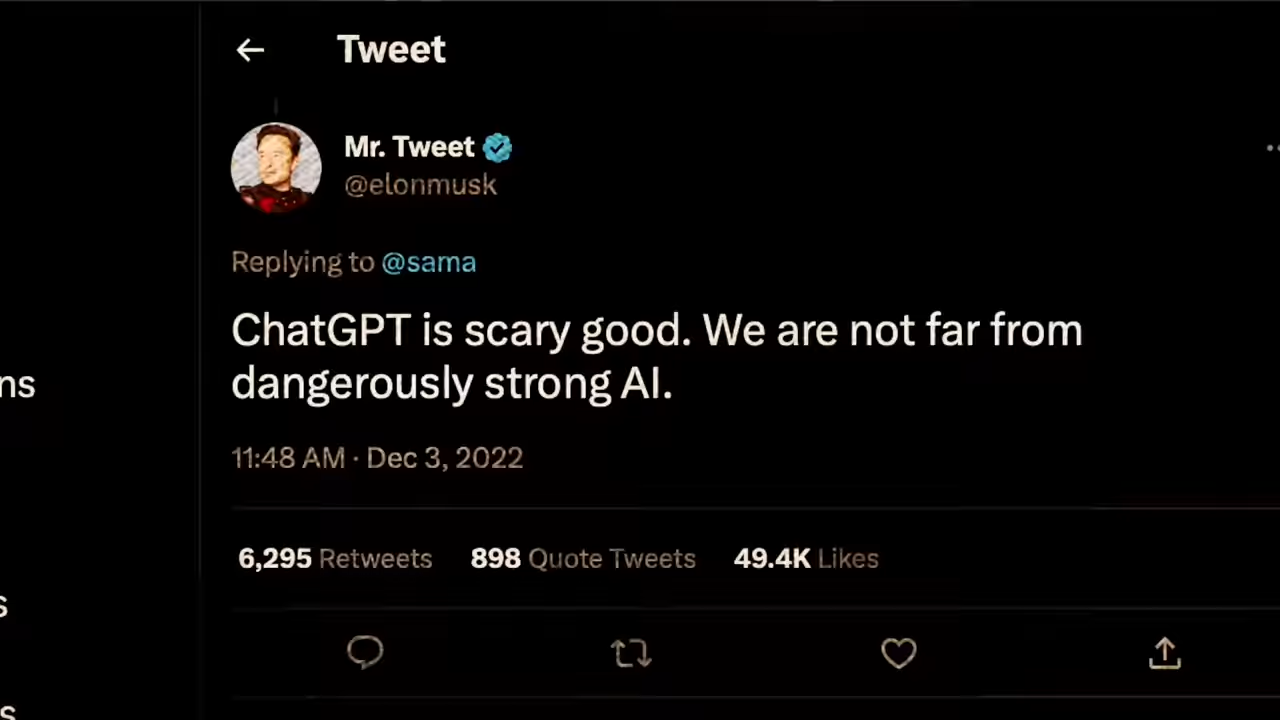 Tweet
Mr. Tweet
@elonmusk
Replying to @sama
ChatGPT is scary good. We are not far from
dangerously strong AI.
ns
11:48 AM · Dec 3, 2022
6,295 Retweets 898 Quote Tweets 49.4K Likes
s
s